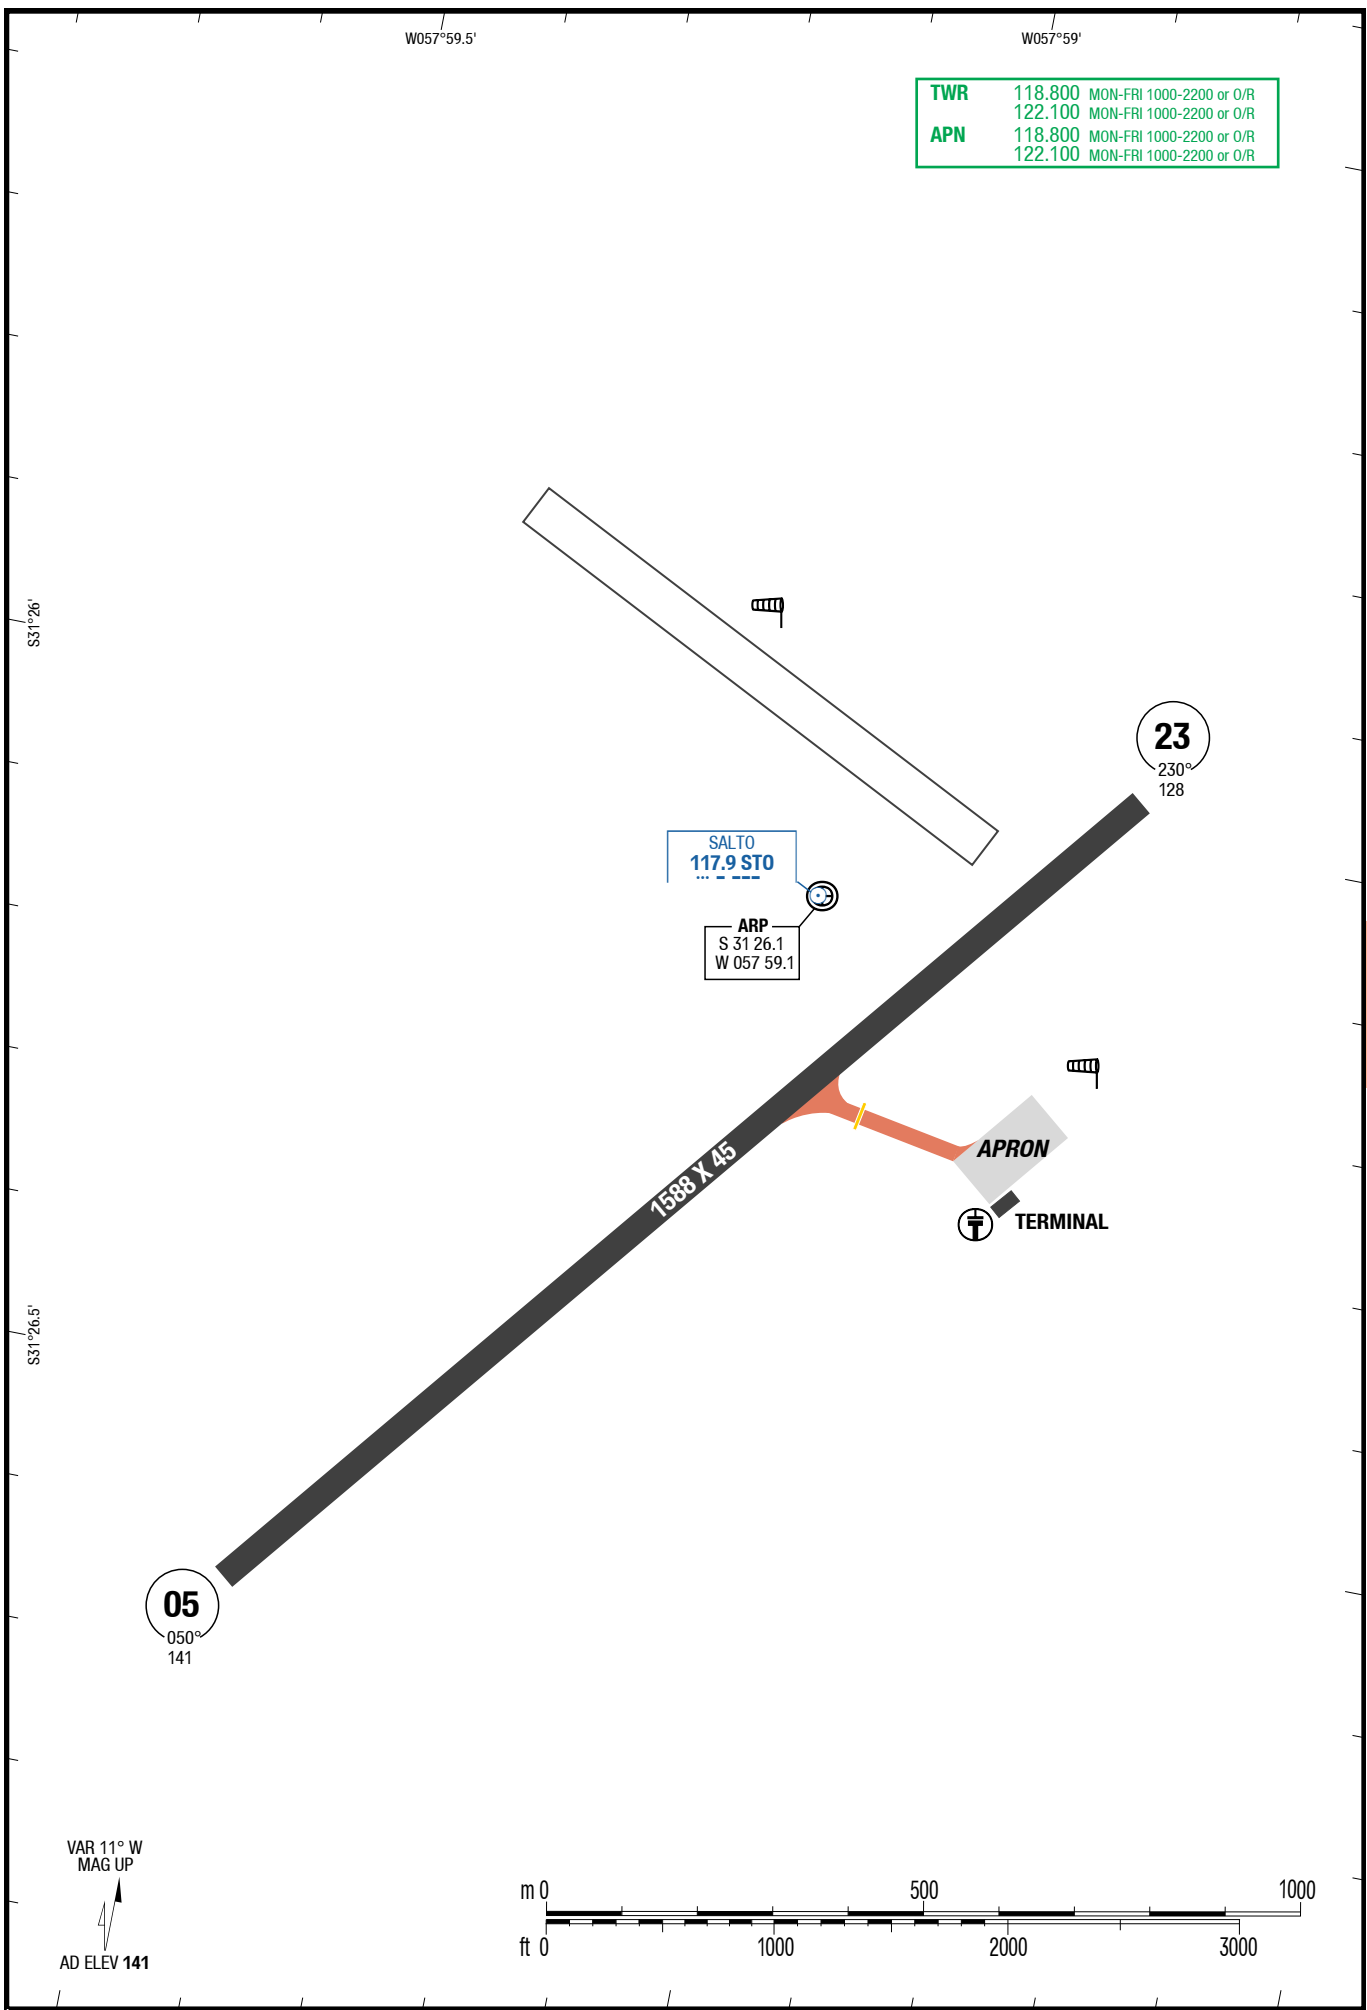 W057°59.5'
W057°59'
TWR 118.800 MON-FRI 1000-2200 or O/R
122.100 MON-FRI 1000-2200 or O/R
APN 118.800 MON-FRI 1000-2200 or O/R
122.100 MON-FRI 1000-2200 or O/R
S31°26'
23
230°
128
SALTO
117.9 STO
ARP
S 31 26.1
W 057 59.1
1588 X 45
APRON
T
TERMINAL
S31°26.5'
05
050°
141
VAR 11° W
MAG UP
AD ELEV 141
m 0 500 1000
ft 0 1000 2000 3000